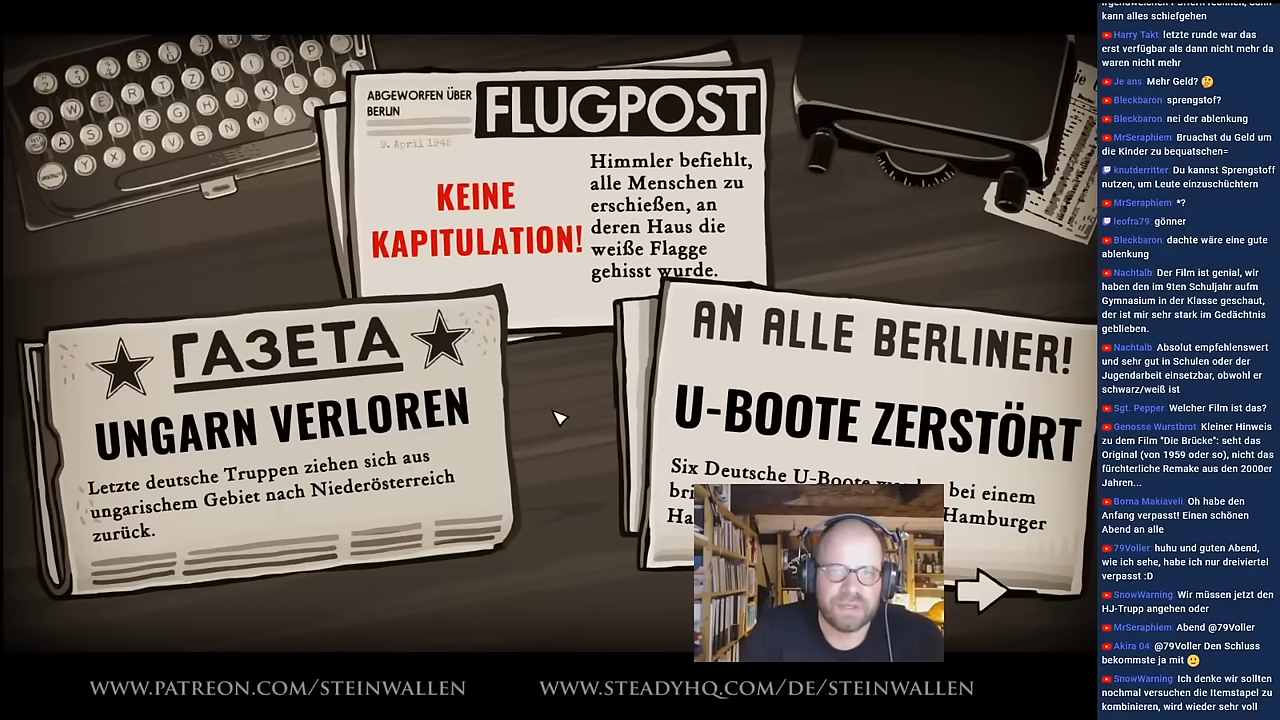 ABGEWORFEN ÜBER
BERLIN
FLUGPOST
9. April 1945
KEINE
KAPITULATION!
Himmler befiehlt,
alle Menschen zu
erschießen, an
deren Haus die
weiße Flagge
gehisst wurde.
ГАЗЕТА
UNGARN VERLOREN
Letzte deutsche Truppen ziehen sich aus
ungarischem Gebiet nach Niederösterreich
zurück.
AN ALLE BERLINER!
U-BOOTE ZERSTÖRT
Six Deutsche U-Boote bei einem
Hamburger
WWW.PATREON.COM/STEINWALLEN
WWW.STEADYHQ.COM/DE/STEINWALLEN
kann alles schiefgehen
Harry Takt letzte runde war das
erst verfügbar als dann nicht mehr da
waren nicht mehr
Je ans Mehr Geld? 🤔
Bleckbaron sprengstof?
Bleckbaron nei der ablenkung
MrSeraphiem Bruachst du Geld um
die Kinder zu bequatschen=
knutderritter Du kannst Sprengstoff
nutzen, um Leute einzuschüchtern
MrSeraphiem *?
leofra79 gönner
Bleckbaron dachte wäre eine gute
ablenkung
Nachtalb Der Film ist genial, wir
haben den im 9ten Schuljahr aufm
Gymnasium in der Klasse geschaut,
der ist mir sehr stark im Gedächtnis
geblieben.
Nachtalb Absolut empfehlenswert
und sehr gut in Schulen oder der
Jugendarbeit einsetzbar, obwohl er
schwarz/weiß ist
Sgt. Pepper Welcher Film ist das?
Genosse Wurstbrot Kleiner Hinweis
zu dem Film "Die Brücke": seht das
Original (von 1959 oder so), nicht das
fürchterliche Remake aus den 2000er
Jahren...
Borna Makiaveli Oh habe den
Anfang verpasst! EInen schönen
Abend an alle
79Voller huhu und guten Abend,
wie ich sehe, habe ich nur dreiviertel
verpasst :D
SnowWarning Wir müssen jetzt den
HJ-Trupp angehen oder
MrSeraphiem Abend @79Voller
Akira 04 @79Voller Den Schluss
bekommste ja mit 🙂
SnowWarning Ich denke wir sollten
nochmal versuchen die Itemstapel zu
kombinieren, wird wieder sehr voll